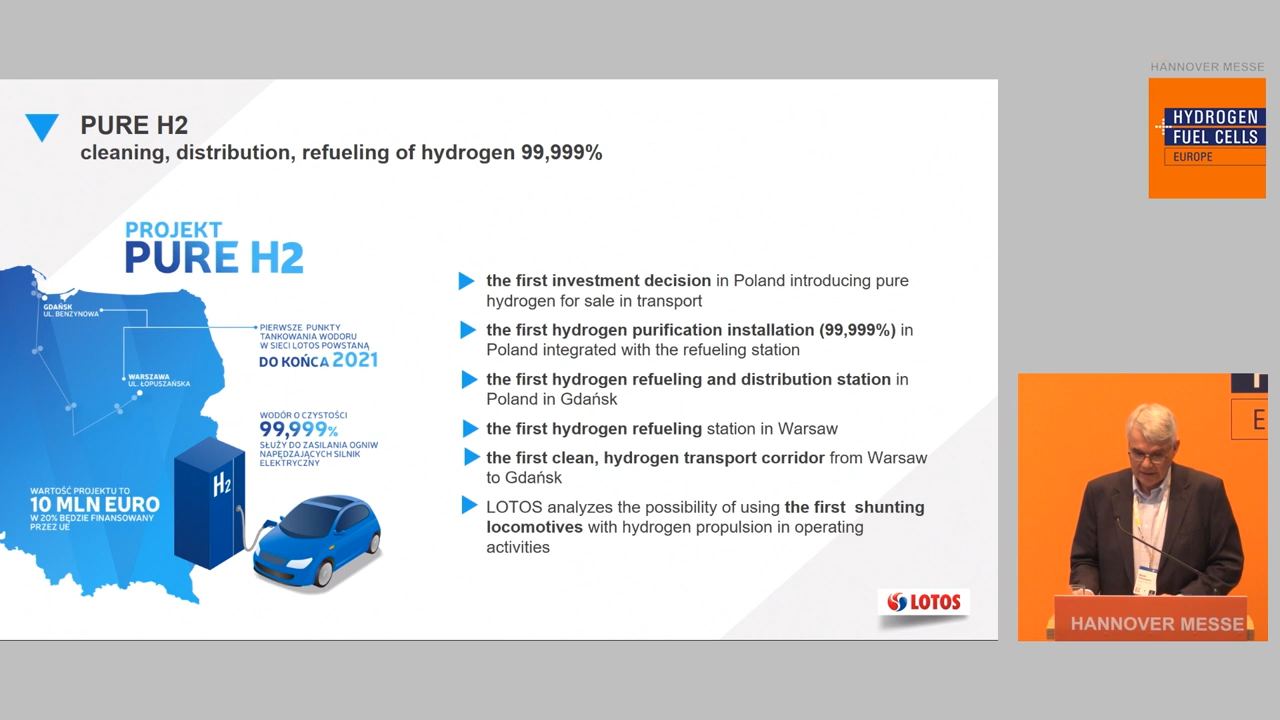 HANNOVER MESSE
HYDROGEN
FUEL CELLS
EUROPE
PURE H2
cleaning, distribution, refueling of hydrogen 99,999%
PROJEKT
PURE H2
GDAŃSK
UL. BENZYNOWA
PIERWSZE PUNKTY
TANKOWANIA WODORU
W SIECI LOTOS POWSTANĄ
DO KOŃCA 2021
WARSZAWA
UL. ŁOPUSZAŃSKA
WODÓR O CZYSTOŚCI
99,999%
SŁUŻY DO ZASILANIA OGNIW
NAPĘDZAJĄCYCH SILNIK
ELEKTRYCZNY
H2
WARTOŚĆ PROJEKTU TO
10 MLN EURO
W 20% BĘDZIE FINANSOWANY
PRZEZ UE
the first investment decision in Poland introducing pure
hydrogen for sale in transport
the first hydrogen purification installation (99,999%) in
Poland integrated with the refueling station
the first hydrogen refueling and distribution station in
Poland in Gdańsk
the first hydrogen refueling station in Warsaw
the first clean, hydrogen transport corridor from Warsaw
to Gdańsk
LOTOS analyzes the possibility of using the first shunting
locomotives with hydrogen propulsion in operating
activities
LOTOS
E
HANNOVER MESSE